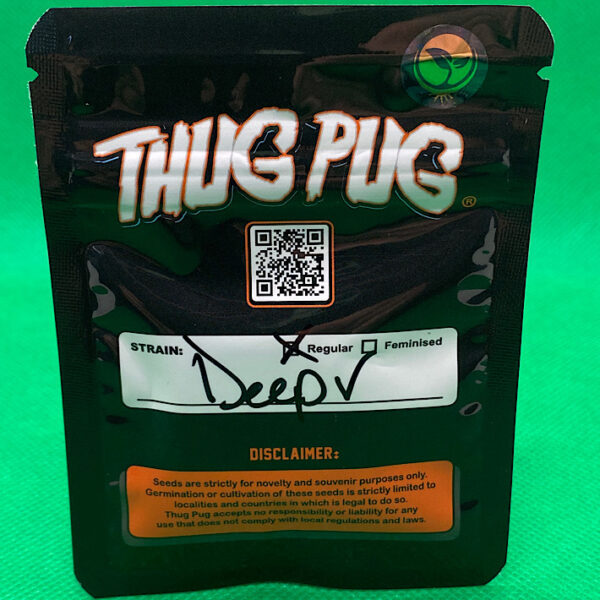 THUG PUG®
STRAIN: Regular Feminised
Deep V
DISCLAIMER:
Seeds are strictly for novelty and souvenir purposes only.
Germination or cultivation of these seeds is strictly limited to
localities and countries in which is legal to do so.
Thug Pug accepts no responsibility or liability for any
use that does not comply with local regulations and laws.